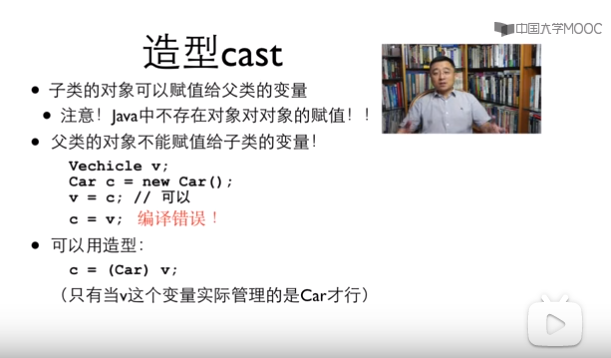 中国大学MOOC
造型cast
• 子类的对象可以赋值给父类的变量
• 注意！Java中不存在对象对对象的赋值！！
• 父类的对象不能赋值给子类的变量！
Vechicle v;
Car c = new Car();
v = c; // 可以
c = v; 编译错误！
• 可以用造型：
c = (Car) v;
（只有当v这个变量实际管理的是Car才行）